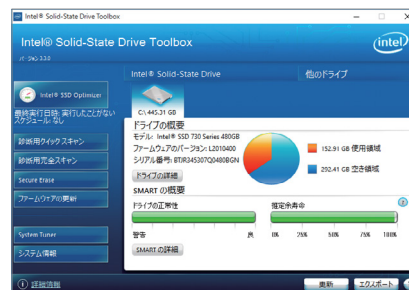 Intel® Solid-State Drive Toolbox
Intel® Solid-State Drive Toolbox
バージョン 3.3.0
intel
Intel® Solid-State Drive
他のドライブ
Intel® SSD Optimizer
最終実行日時: 実行したことがない
スケジュール: なし
診断用クイックスキャン
診断用完全スキャン
Secure Erase
ファームウェアの更新
System Tuner
システム情報
C:\ 445.31 GB
ドライブの概要
モデル: Intel® SSD 730 Series 480GB
ファームウェアのバージョン: L2010400
シリアル番号: BTJR345307Q0480BGN
ドライブの詳細
152.91 GB 使用領域
292.41 GB 空き領域
SMART の概要
ドライブの正常性
推定余寿命
警告
良
0%
25%
50%
75%
100%
SMART の詳細
詳細情報
更新
エクスポート